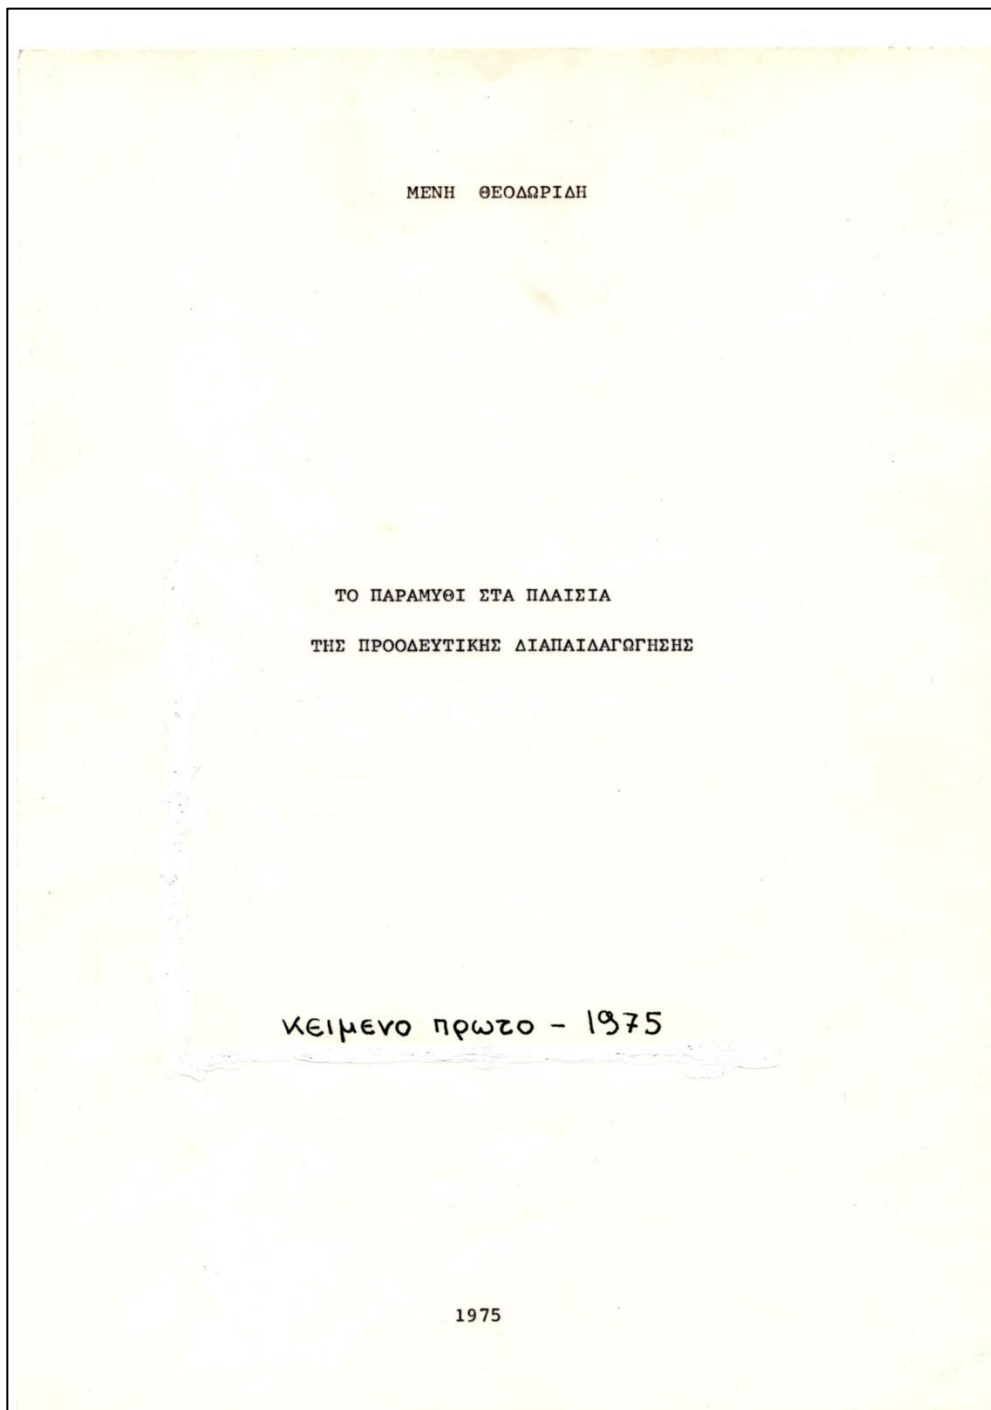 ΜΕΝΗ ΘΕΟΔΩΡΙΔΗ
ΤΟ ΠΑΡΑΜΥΘΙ ΣΤΑ ΠΛΑΙΣΙΑ
ΤΗΣ ΠΡΟΟΔΕΥΤΙΚΗΣ ΔΙΑΠΑΙΔΑΓΩΓΗΣΗΣ
κειμενο πρωτο - 1975
1975